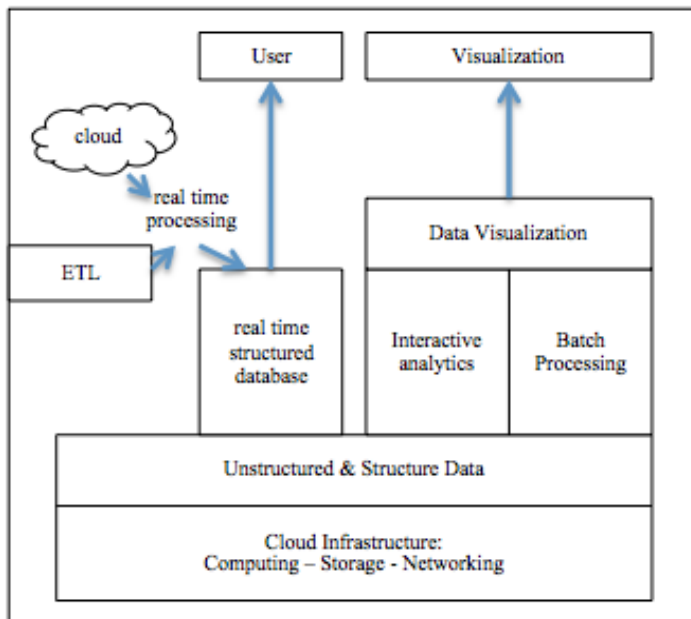 User
Visualization
cloud
real time
processing
ETL
Data Visualization
real time
structured
database
Interactive
analytics
Batch
Processing
Unstructured & Structure Data
Cloud Infrastructure:
Computing – Storage - Networking